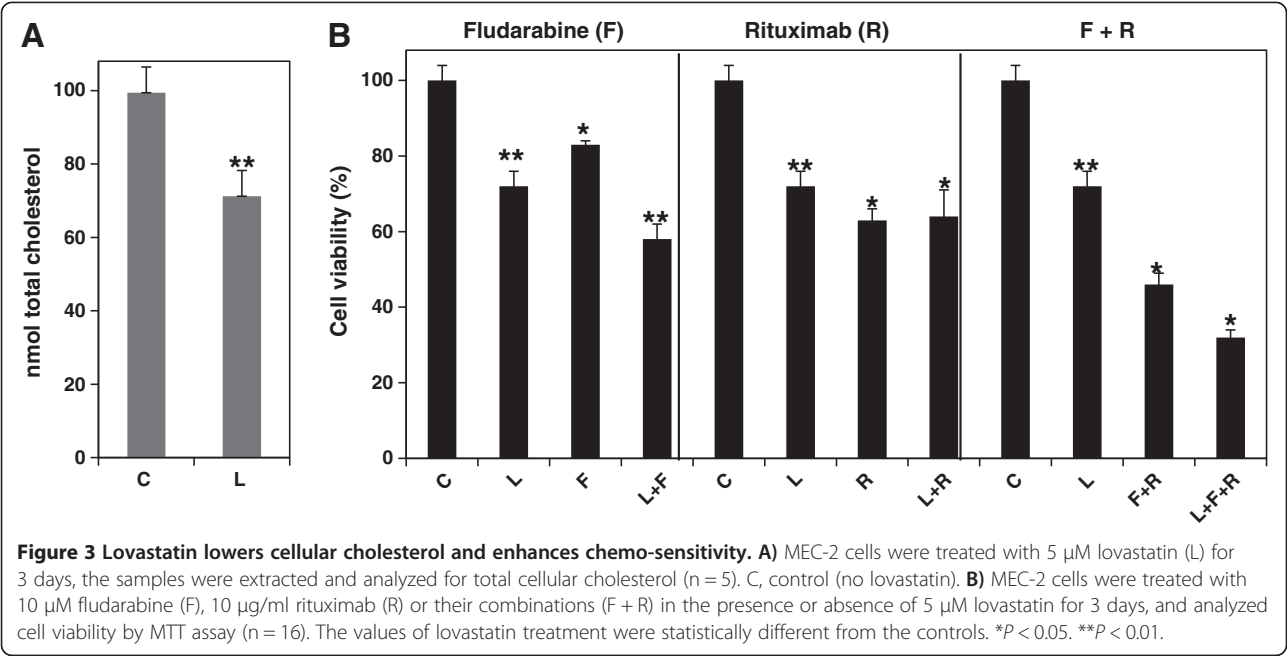 A
nmol total cholesterol
100
80
60
40
20
0
**
C L
B
Fludarabine (F) Rituximab (R) F + R
Cell viability (%)
100
80
60
40
20
0
** * **
** * *
** * *
C L F L+F C L R L+R C L F+R L+F+R
Figure 3 Lovastatin lowers cellular cholesterol and enhances chemo-sensitivity. A) MEC-2 cells were treated with 5 μM lovastatin (L) for
3 days, the samples were extracted and analyzed for total cellular cholesterol (n = 5). C, control (no lovastatin). B) MEC-2 cells were treated with
10 μM fludarabine (F), 10 μg/ml rituximab (R) or their combinations (F + R) in the presence or absence of 5 μM lovastatin for 3 days, and analyzed
cell viability by MTT assay (n = 16). The values of lovastatin treatment were statistically different from the controls. *P < 0.05. **P < 0.01.